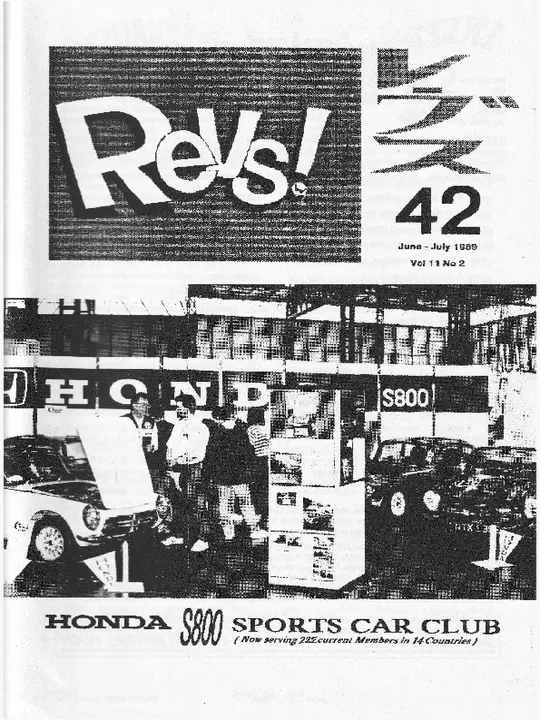 Revs!
レブズ
42
June - July 1989
Vol 11 No 2
HOND
S800
HONDA S800 SPORTS CAR CLUB
( Now serving 222 current Members in 14 Countries )